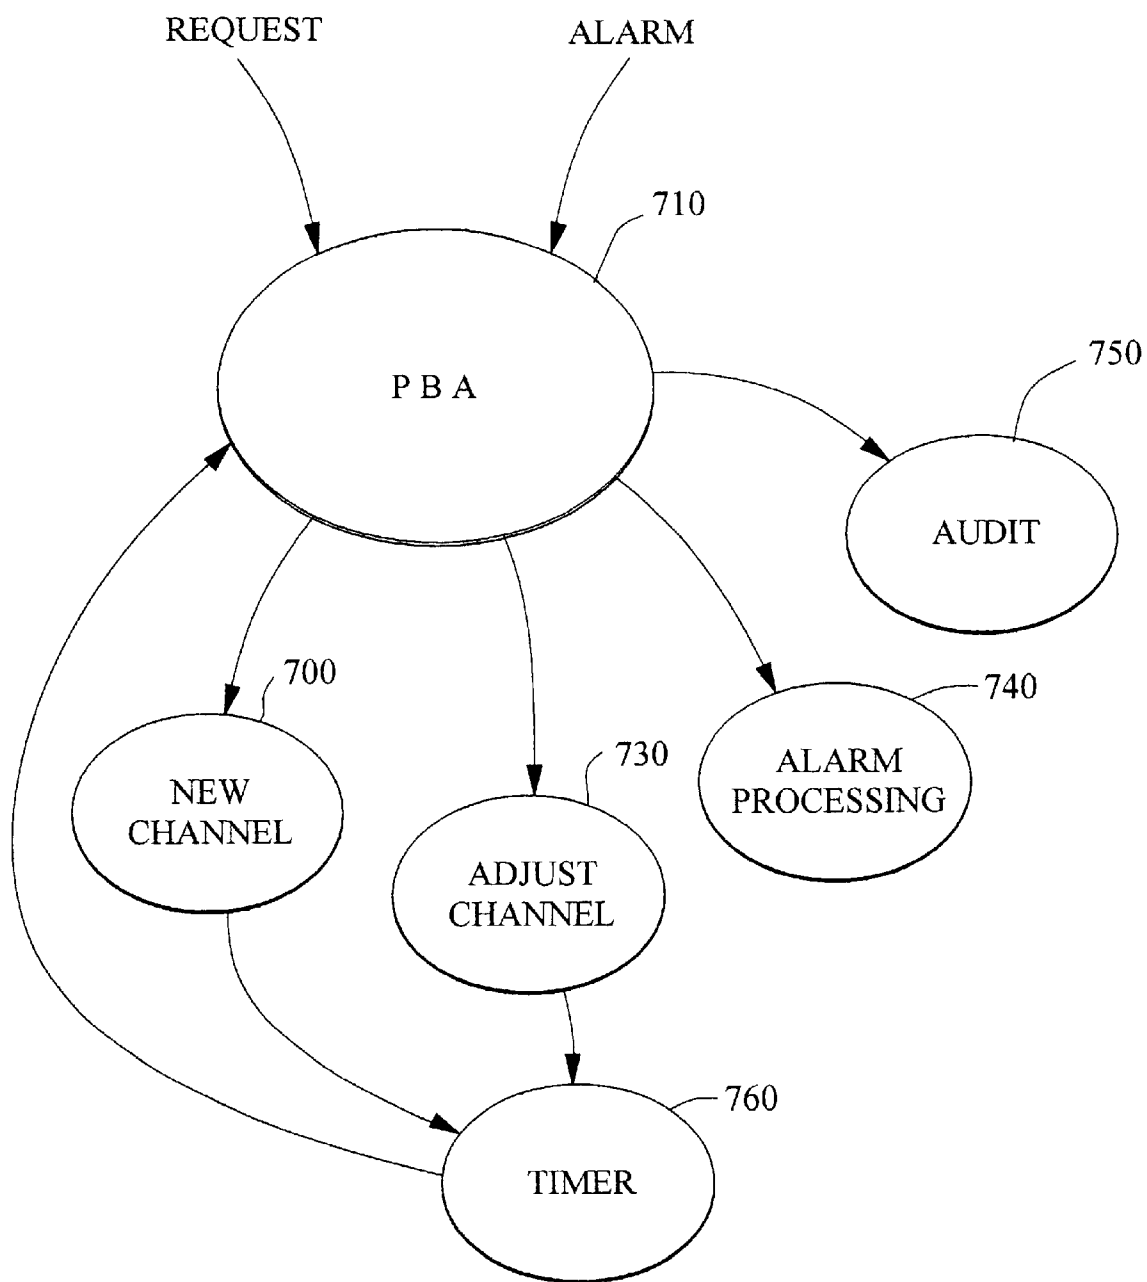 REQUEST
ALARM
710
P B A
750
AUDIT
700
NEW
CHANNEL
730
ADJUST
CHANNEL
740
ALARM
PROCESSING
760
TIMER